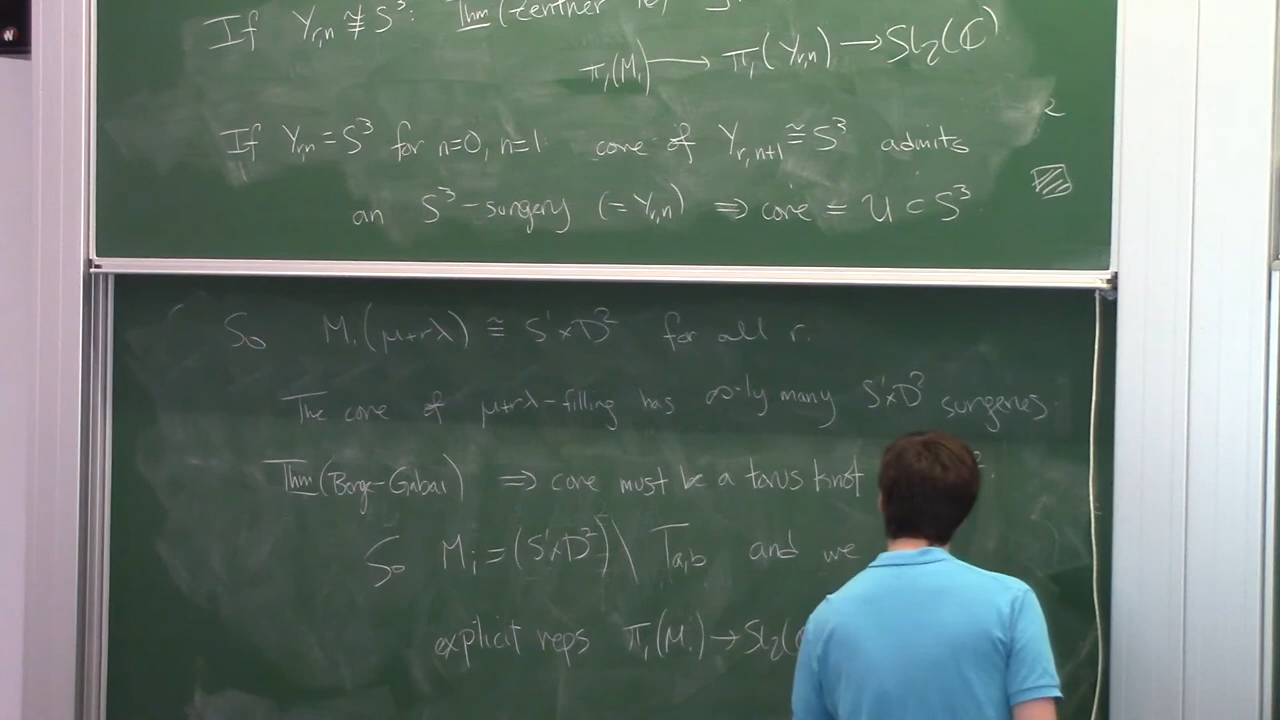 If Y_{r,n} ≇ S³: Thm (Zentner
π₁(M₁) → π₁(Y_{r,n}) → SL₂(ℂ)
2
If Y_{r,n} = S³ for n=0, n=1: core of Y_{r,n+1} ≅ S³ admits
an S³-surgery (= Y_{r,n}) ⇒ core = U ⊂ S³
So M₁(μ+rλ) ≅ S¹×D² for all r.
The core of μ+rλ-filling has ∞-ly many S¹×D² surgeries.
Thm (Berge-Gabai) ⇒ core must be a torus knot
So M₁ = (S¹×D²) \ T_{a,b} and we
explicit reps π₁(M₁) → SL₂(